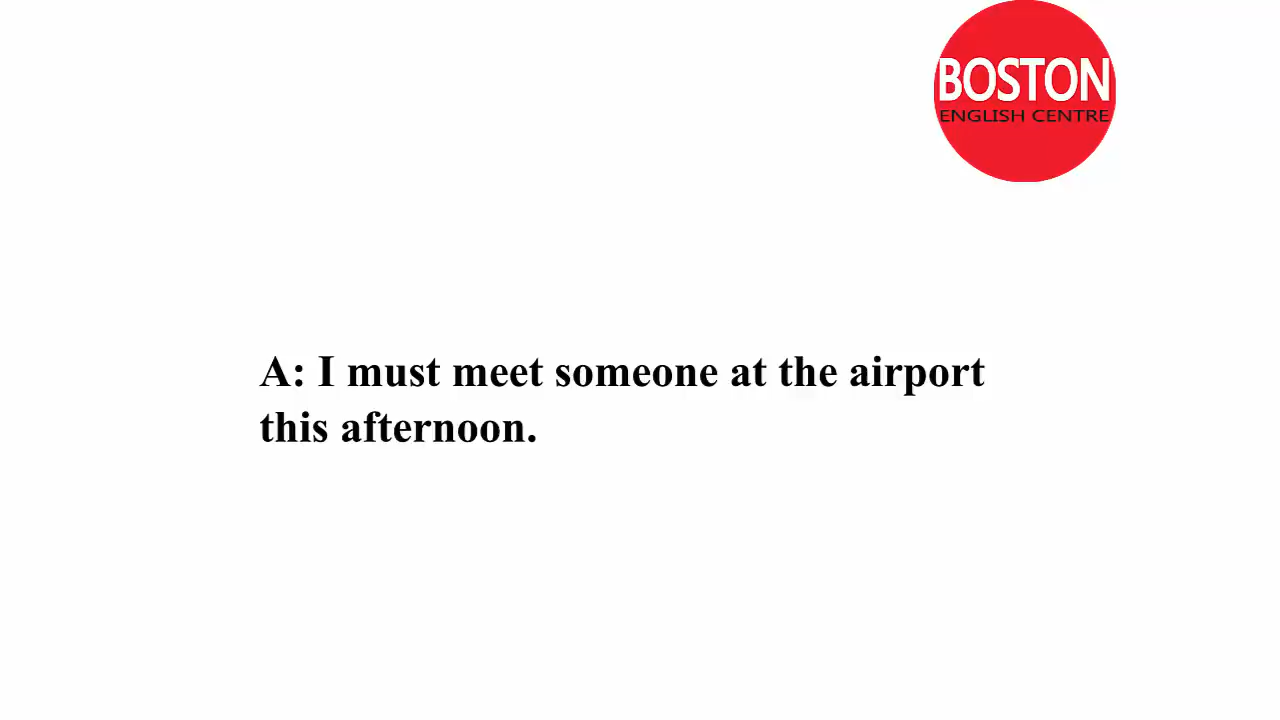 BOSTON
ENGLISH CENTRE
A: I must meet someone at the airport
this afternoon.